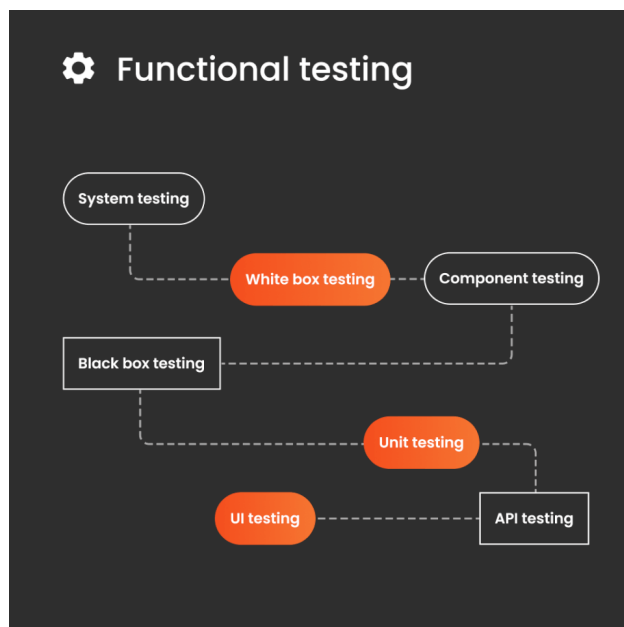 Functional testing
System testing
White box testing
Component testing
Black box testing
Unit testing
UI testing
API testing